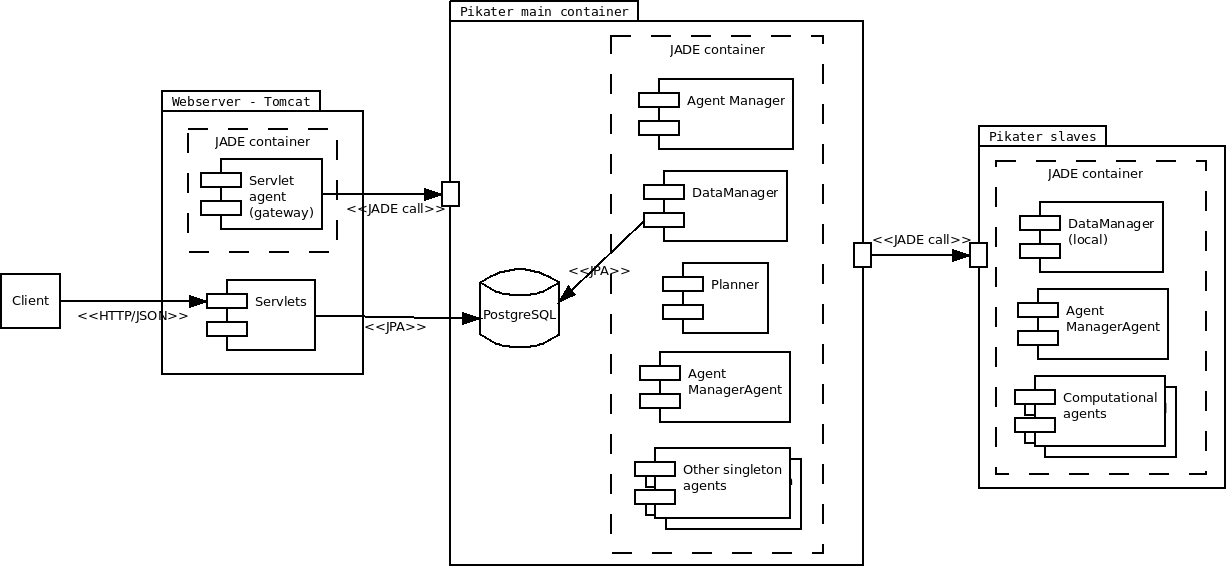 Pikater main container
JADE container
Agent Manager
DataManager
<<JPA>>
PostgreSQL
Planner
Agent
ManagerAgent
Other singleton
agents
Webserver - Tomcat
JADE container
Servlet
agent
(gateway)
<<JADE call>>
Servlets
<<JPA>>
Client
<<HTTP/JSON>>
<<JADE call>>
Pikater slaves
JADE container
DataManager
(local)
Agent
ManagerAgent
Computational
agents